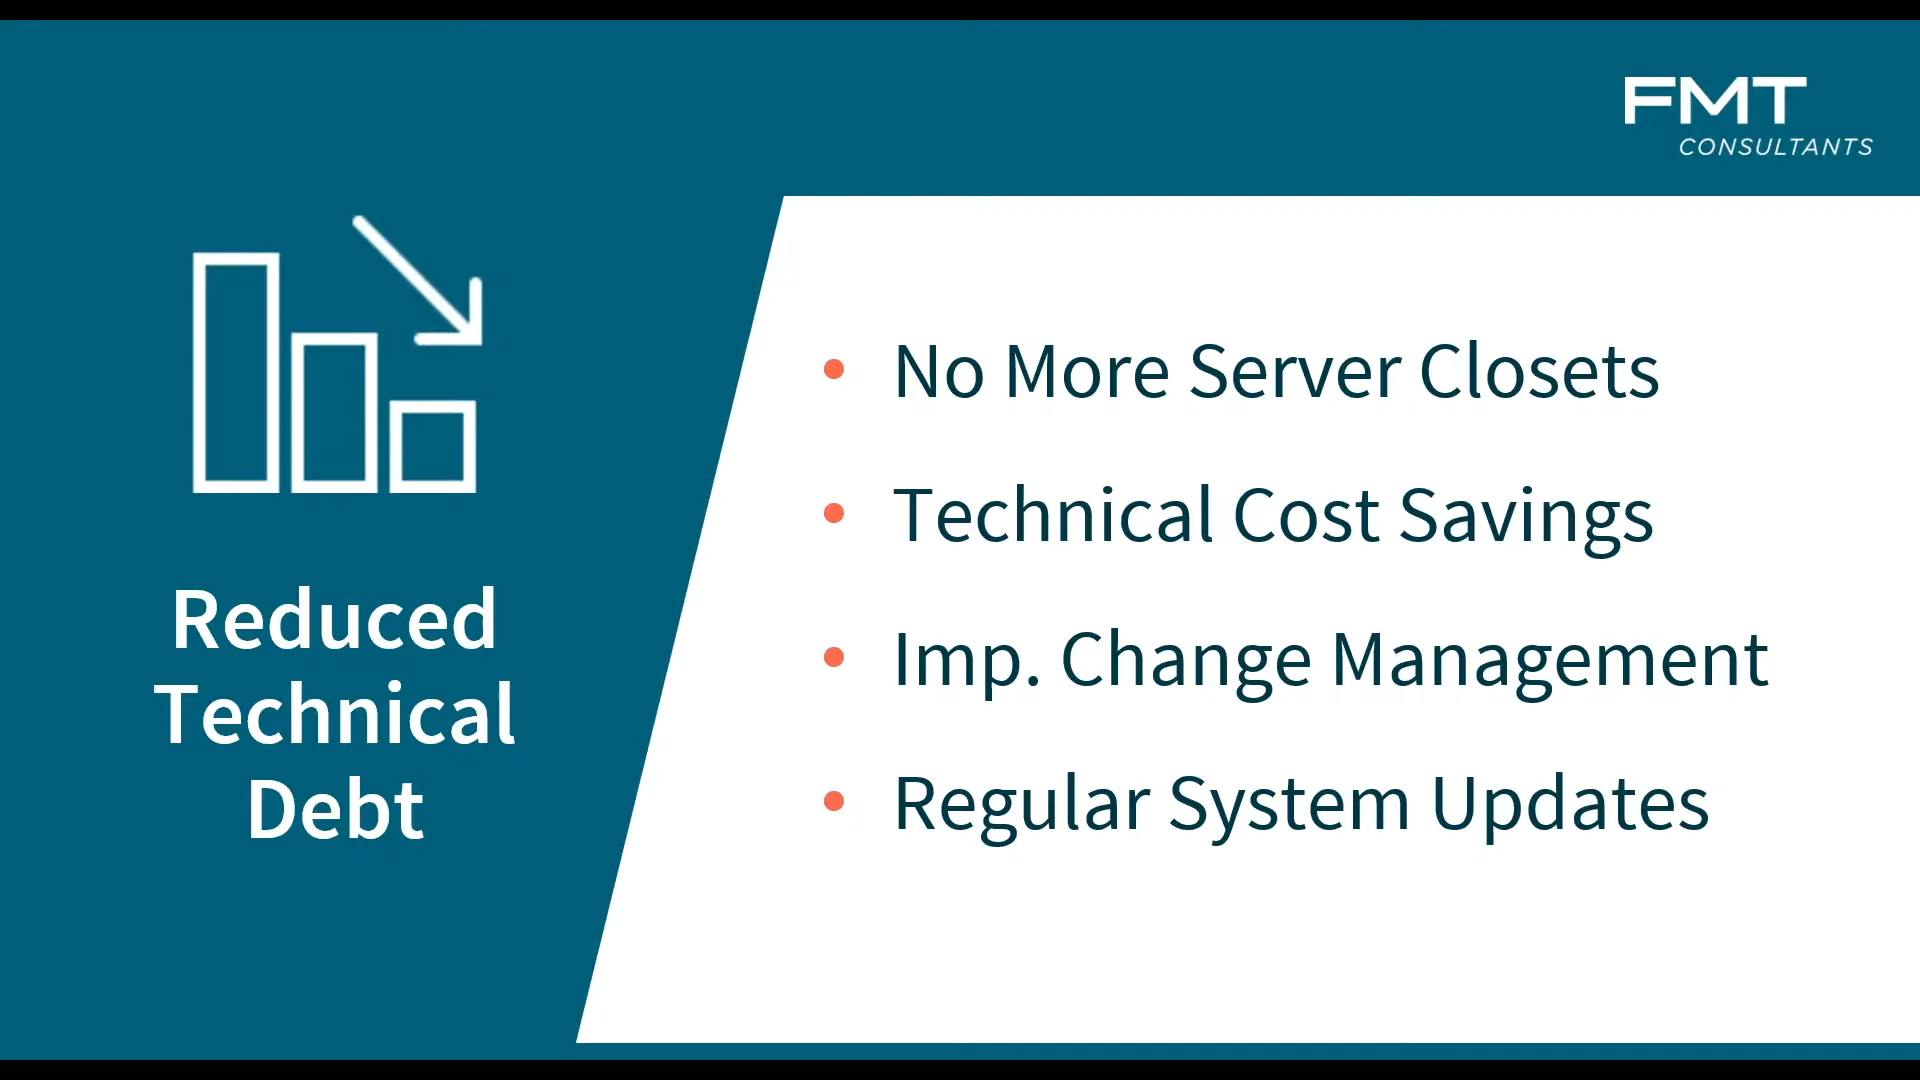 FMT
CONSULTANTS
Reduced
Technical
Debt
No More Server Closets
Technical Cost Savings
Imp. Change Management
Regular System Updates